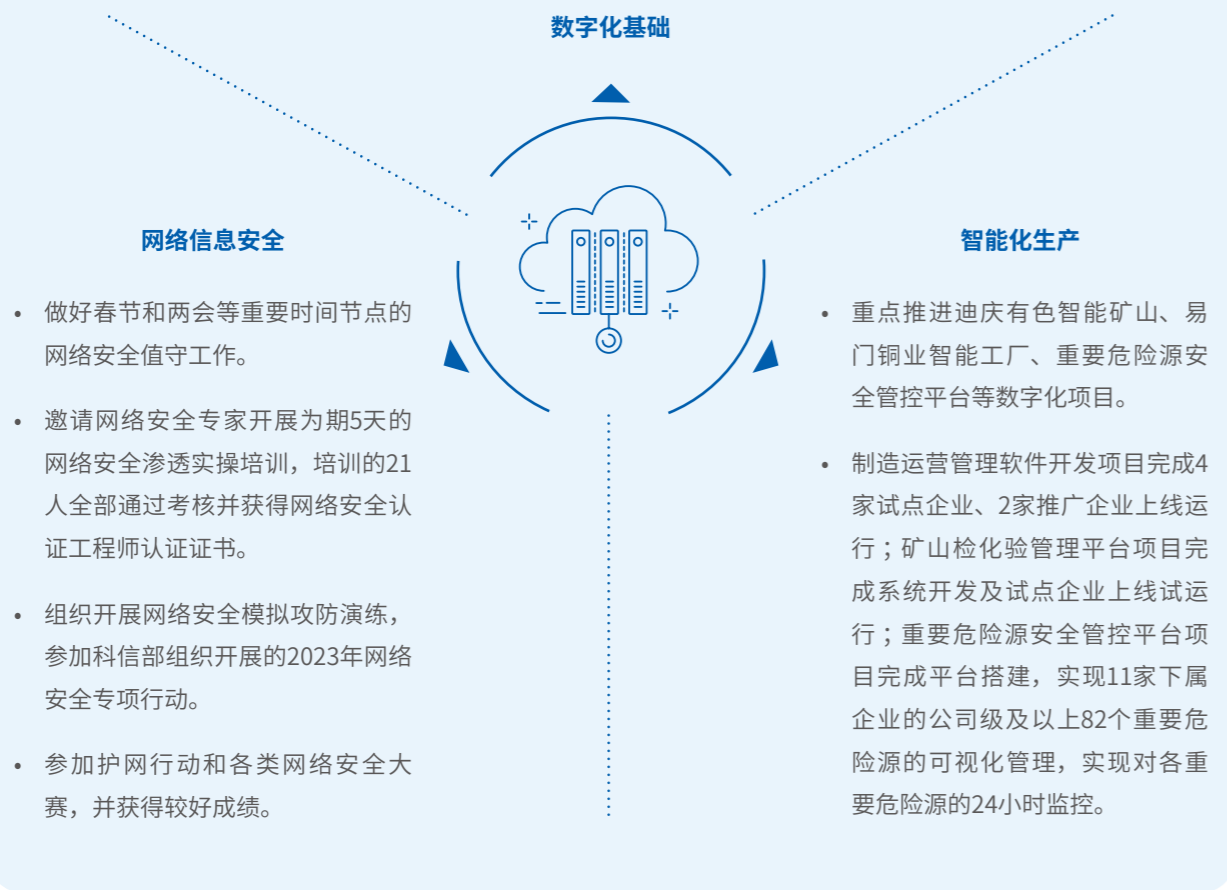 数字化基础
网络信息安全
• 做好春节和两会等重要时间节点的
网络安全值守工作。
• 邀请网络安全专家开展为期5天的
网络安全渗透实操培训，培训的21
人全部通过考核并获得网络安全认
证工程师认证证书。
• 组织开展网络安全模拟攻防演练，
参加科信部组织开展的2023年网络
安全专项行动。
• 参加护网行动和各类网络安全大
赛，并获得较好成绩。
智能化生产
• 重点推进迪庆有色智能矿山、易
门铜业智能工厂、重要危险源安
全管控平台等数字化项目。
• 制造运营管理软件开发项目完成4
家试点企业、2家推广企业上线运
行；矿山检化验管理平台项目完
成系统开发及试点企业上线试运
行；重要危险源安全管控平台项
目完成平台搭建，实现11家下属
企业的公司级及以上82个重要危
险源的可视化管理，实现对各重
要危险源的24小时监控。